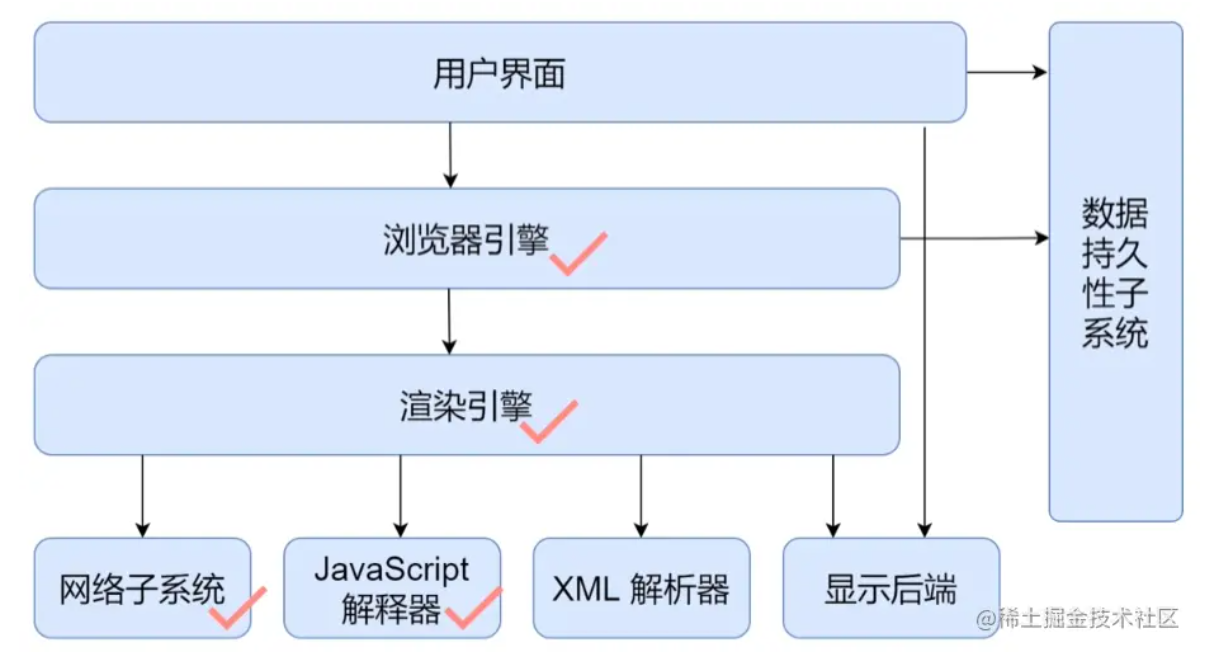 用户界面
浏览器引擎
渲染引擎
网络子系统
JavaScript
解释器
XML 解析器
显示后端
数据
持久
性子
系统
@稀土掘金技术社区